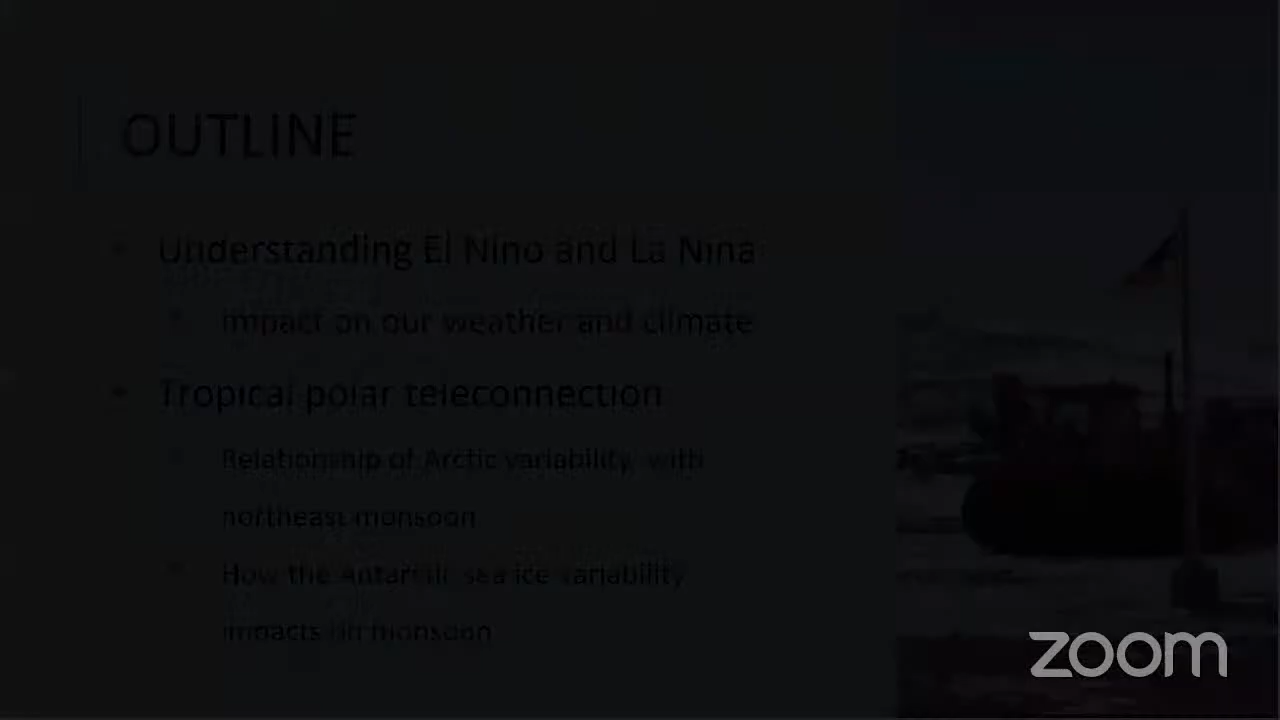 OUTLINE
Understanding El Nino and La Nina
Impact on our weather and climate
Tropical polar teleconnection
Relationship of Arctic variability with
northeast monsoon
How the Antarctic sea ice variability
impacts on monsoon
zoom